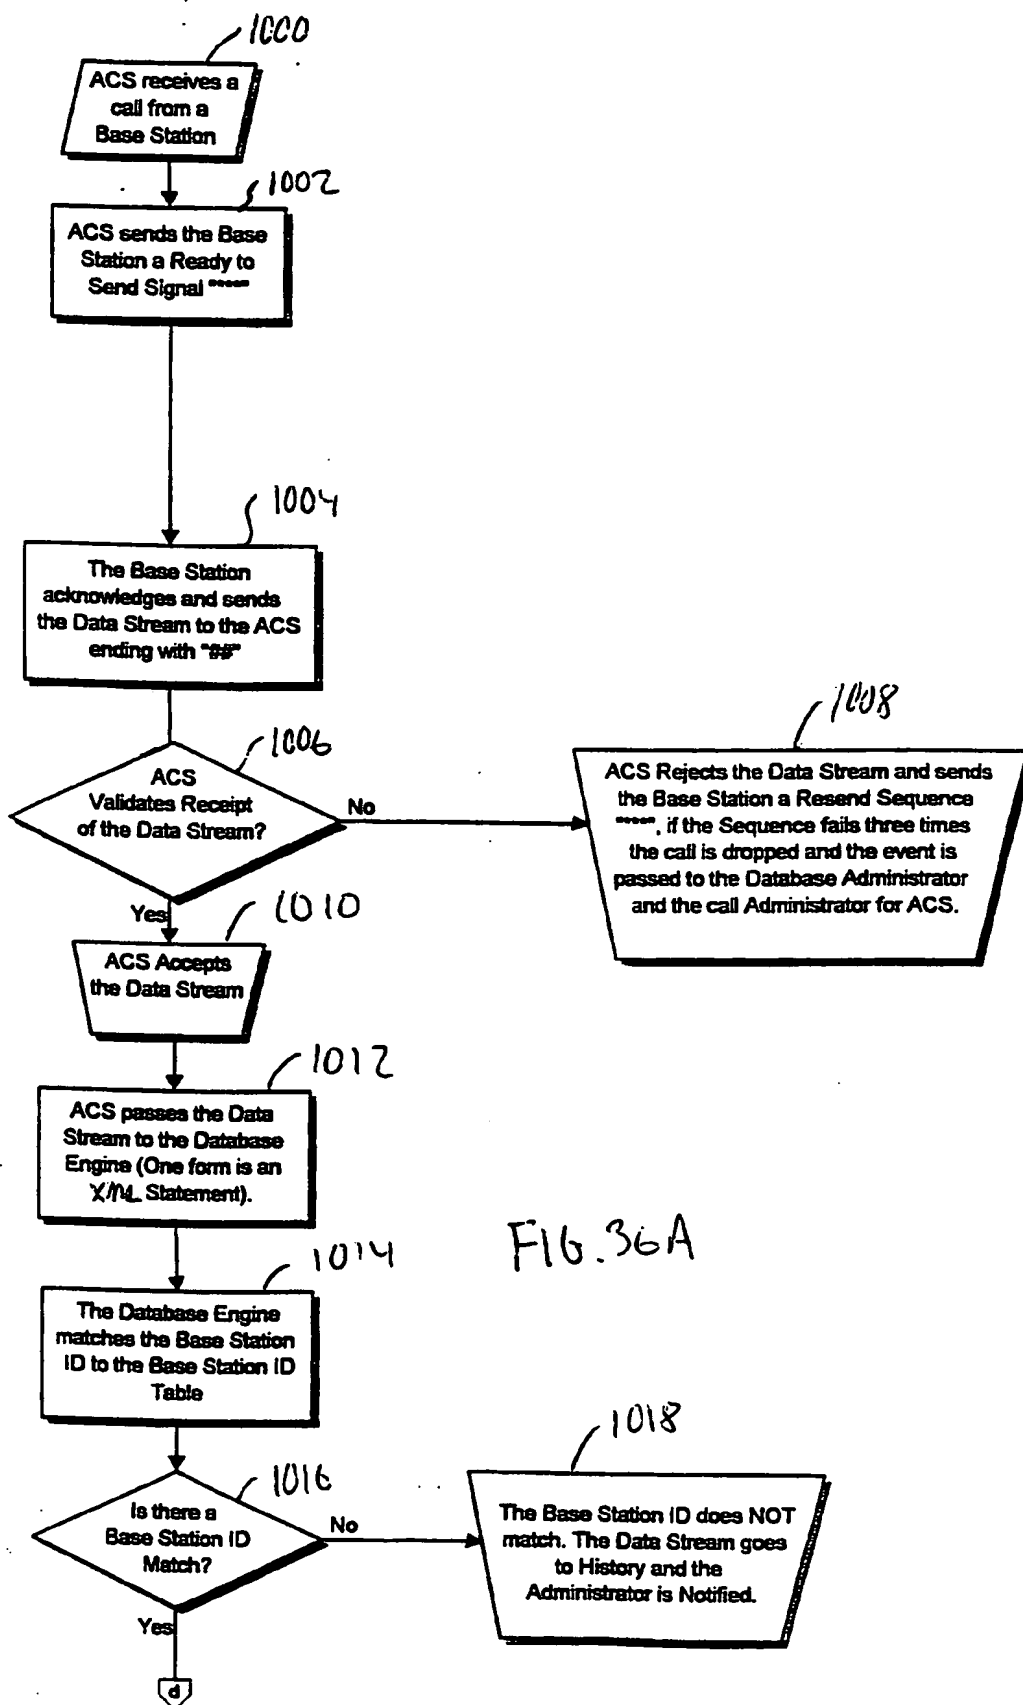 1000
ACS receives a
call from a
Base Station
1002
ACS sends the Base
Station a Ready to
Send Signal "****"
1004
The Base Station
acknowledges and sends
the Data Stream to the ACS
ending with "##"
1006
ACS
Validates Receipt
of the Data Stream?
No
1008
ACS Rejects the Data Stream and sends
the Base Station a Resend Sequence
"****", if the Sequence fails three times
the call is dropped and the event is
passed to the Database Administrator
and the call Administrator for ACS.
Yes
1010
ACS Accepts
the Data Stream
1012
ACS passes the Data
Stream to the Database
Engine (One form is an
XML Statement).
FIG. 36A
1014
The Database Engine
matches the Base Station
ID to the Base Station ID
Table
1016
Is there a
Base Station ID
Match?
No
1018
The Base Station ID does NOT
match. The Data Stream goes
to History and the
Administrator is Notified.
Yes
d